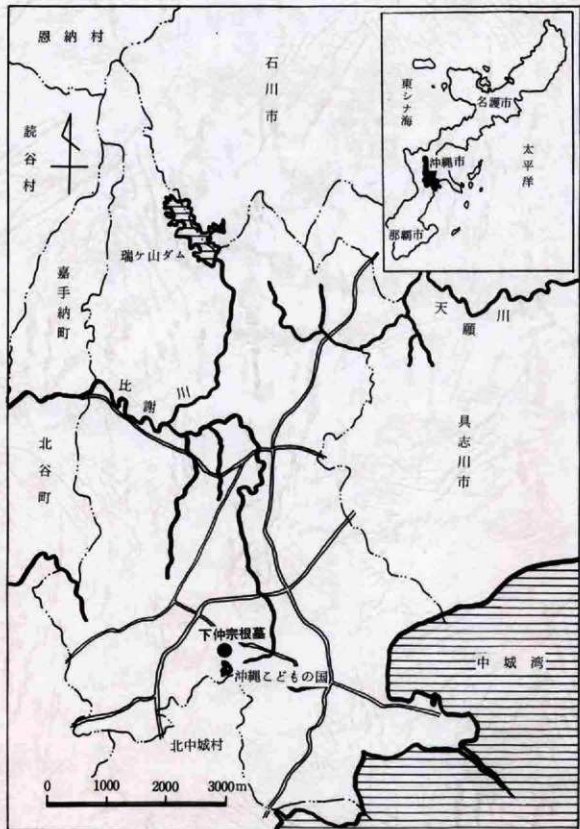 恩納村
石川市
読谷村
東シナ海
名護市
太平洋
沖縄市
那覇市
瑞ケ山ダム
嘉手納町
天願川
比謝川
北谷町
具志川市
下仲宗根墓
中城湾
沖縄こどもの国
北中城村
0 1000 2000 3000m